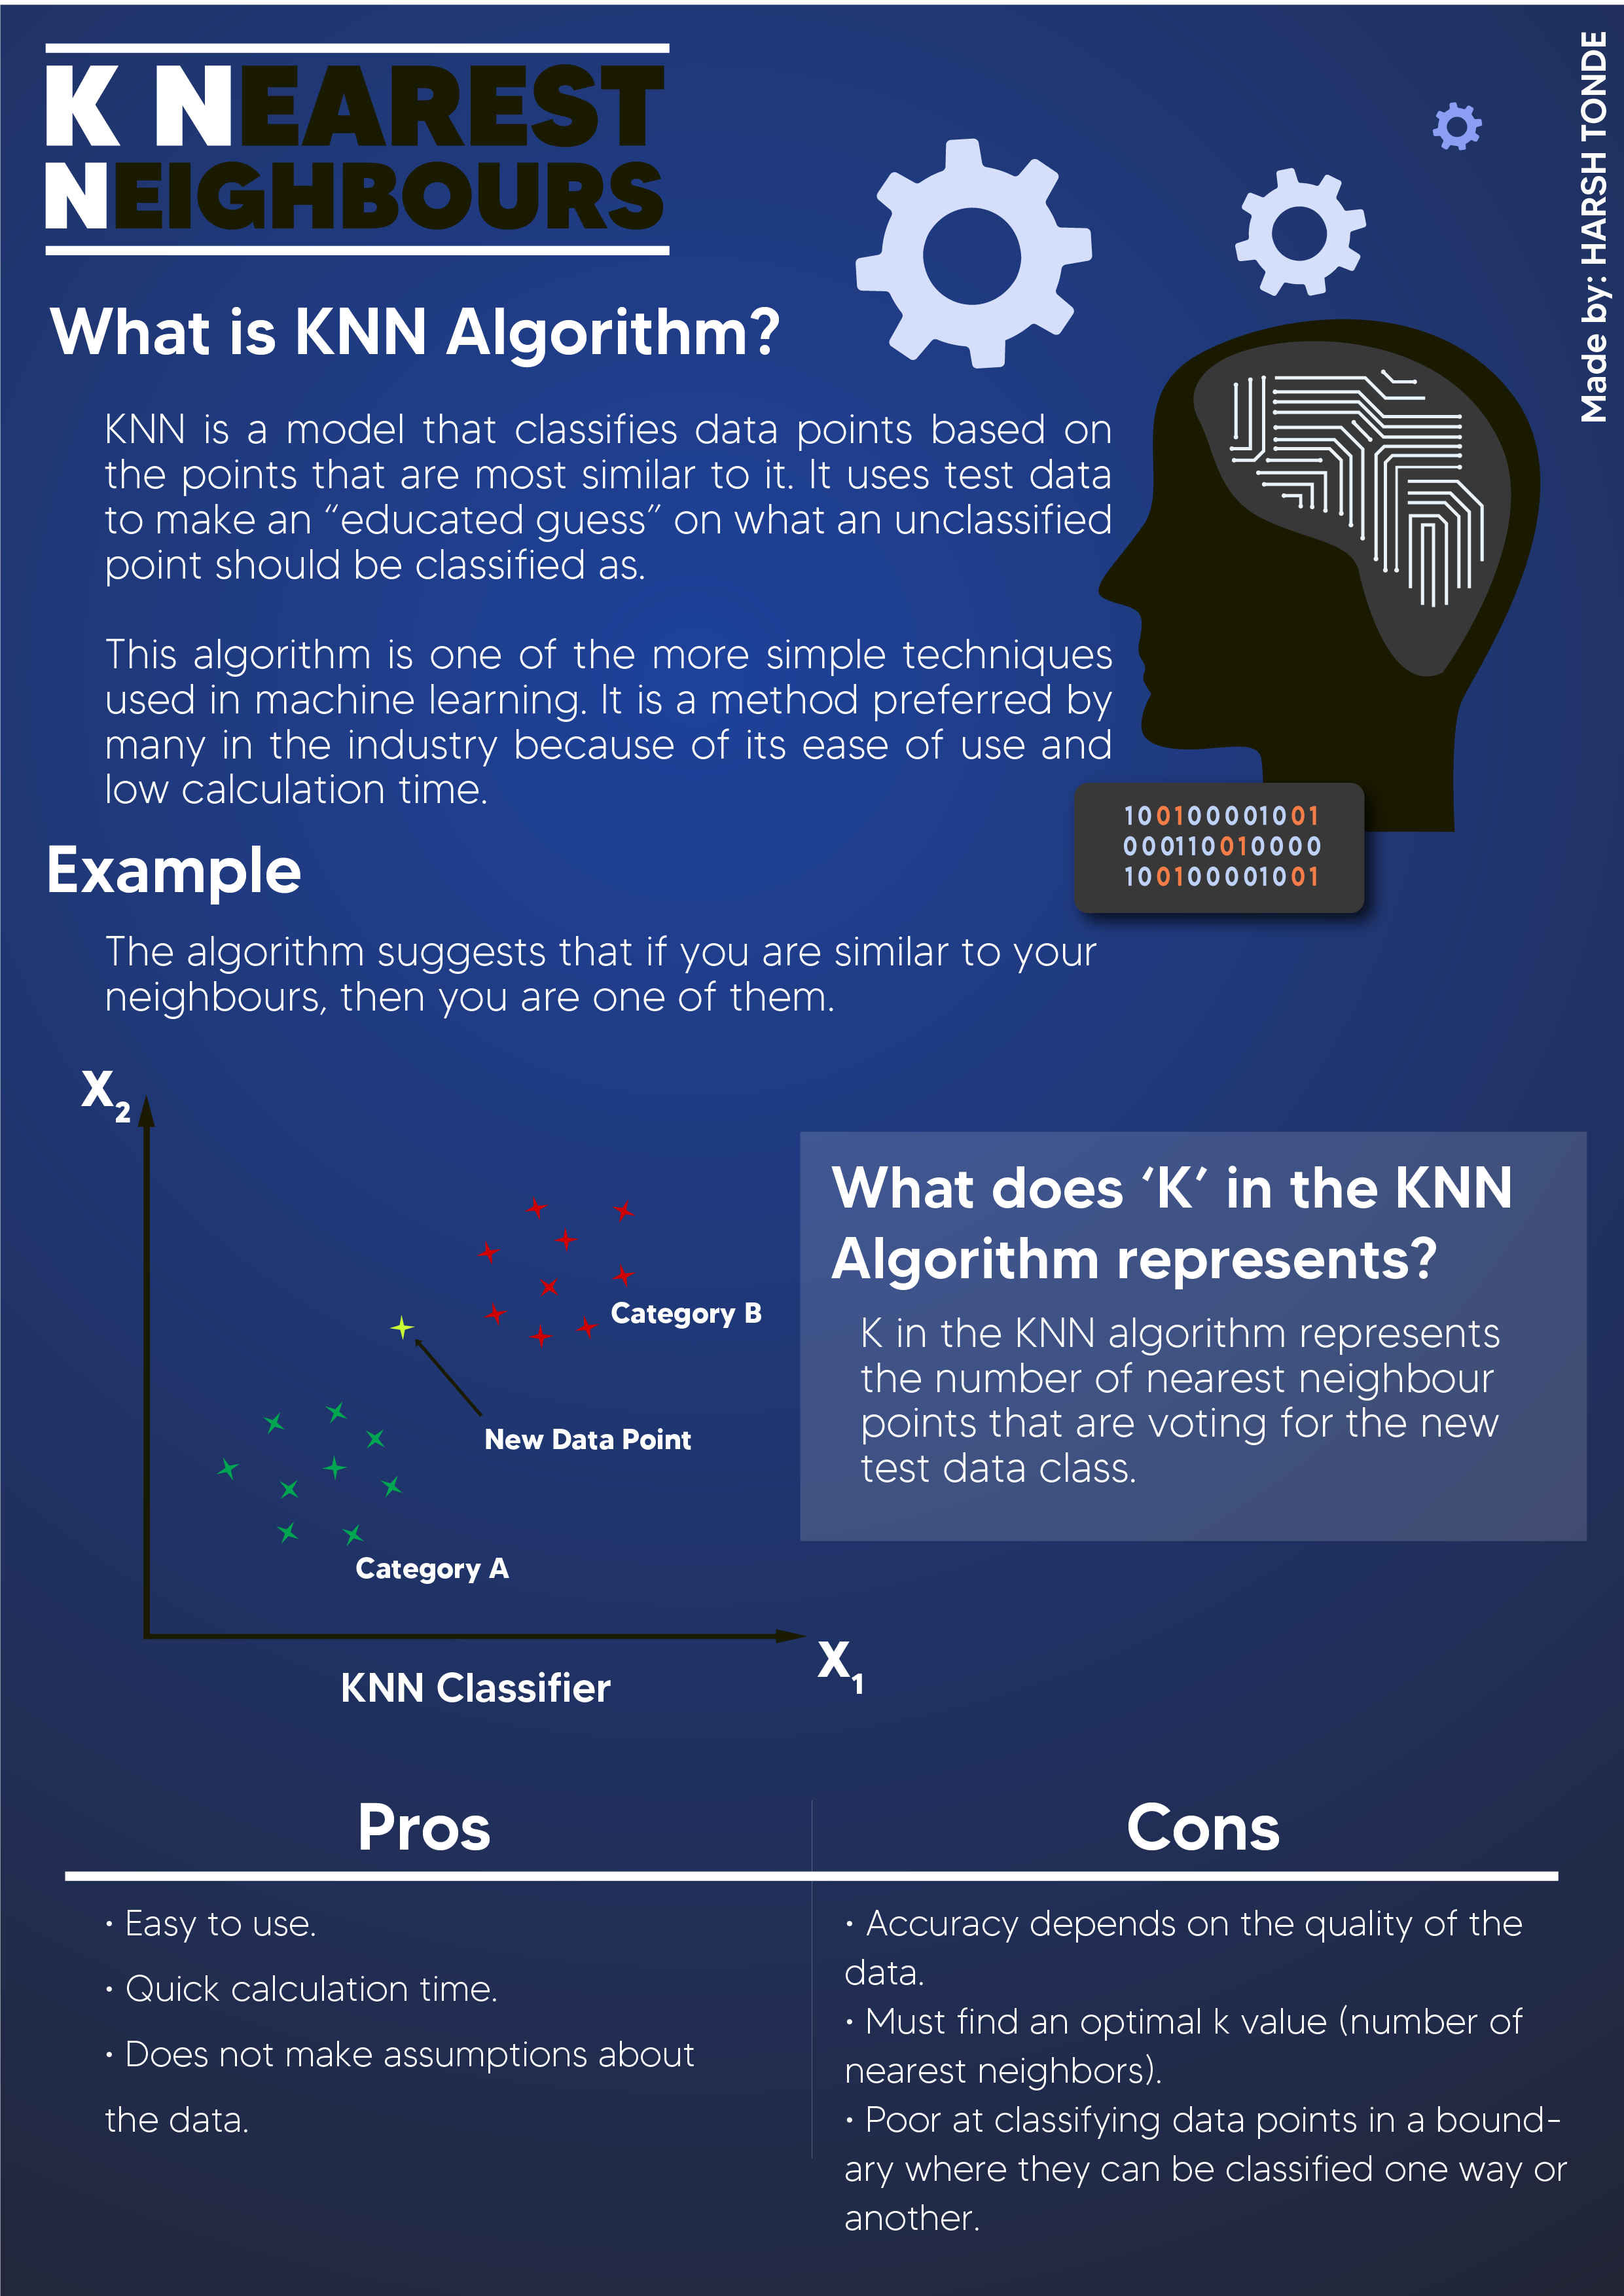 K NEAREST
NEIGHBOURS
Made by: HARSH TONDE
What is KNN Algorithm?
KNN is a model that classifies data points based on
the points that are most similar to it. It uses test data
to make an “educated guess” on what an unclassified
point should be classified as.
This algorithm is one of the more simple techniques
used in machine learning. It is a method preferred by
many in the industry because of its ease of use and
low calculation time.
1001000010001
0001100010000
1001000001001
Example
The algorithm suggests that if you are similar to your
neighbours, then you are one of them.
X2
Category B
New Data Point
Category A
X1
KNN Classifier
What does ‘K’ in the KNN
Algorithm represents?
K in the KNN algorithm represents
the number of nearest neighbour
points that are voting for the new
test data class.
Pros
• Easy to use.
• Quick calculation time.
• Does not make assumptions about
the data.
Cons
• Accuracy depends on the quality of the
data.
• Must find an optimal k value (number of
nearest neighbors).
• Poor at classifying data points in a bound-
ary where they can be classified one way or
another.